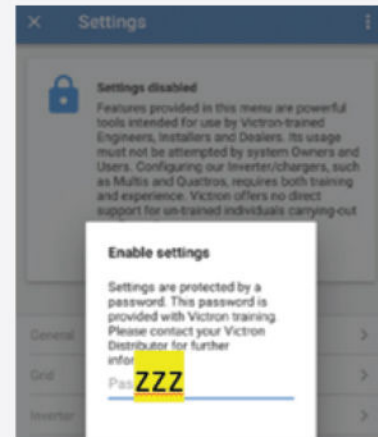 × Settings
Settings disabled
Features provided in this menu are powerful
tools intended for use by Victron-trained
Engineers, Installers and Dealers. Its usage
must not be attempted by system Owners and
Users. Configuring our Inverter/chargers, such
as Multis and Quattros, requires both training
and experience. Victron offers no direct
support for un-trained individuals carrying-out
Enable settings
Settings are protected by a
password. This password is
provided with Victron training.
Please contact your Victron
Distributor for further
infor
Pas ZZZ
General
Grid
Inverter